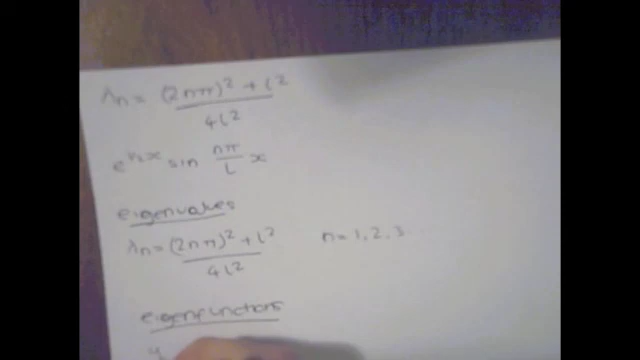 λn = (2nπ)² + L² / 4L²
e^½x sin nπ/L x
eigenvalues
λn = (2nπ)² + L² / 4L² n = 1, 2, 3
eigenfunctions
y